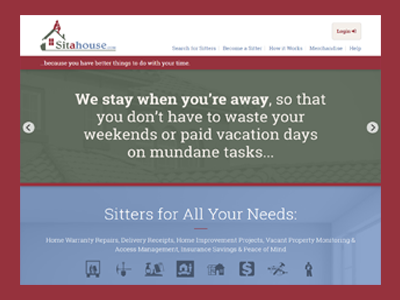 Sitahouse.com
Login
Search for Sitters | Become a Sitter | How it Works | Merchandise | Help
...because you have better things to do with your time.
We stay when you're away, so that
you don't have to waste your
weekends or paid vacation days
on mundane tasks...
Sitters for All Your Needs:
Home Warranty Repairs, Delivery Receipts, Home Improvement Projects, Vacant Property Monitoring &
Access Management, Insurance Savings & Peace of Mind